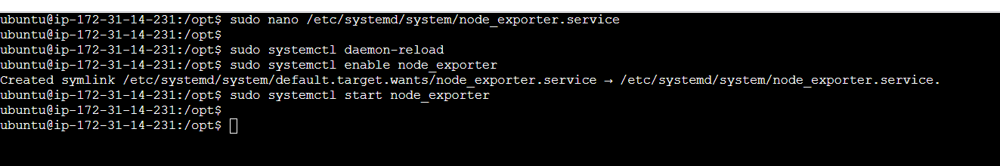 ubuntu@ip-172-31-14-231:/opt$ sudo nano /etc/systemd/system/node_exporter.service
ubuntu@ip-172-31-14-231:/opt$
ubuntu@ip-172-31-14-231:/opt$ sudo systemctl daemon-reload
ubuntu@ip-172-31-14-231:/opt$ sudo systemctl enable node_exporter
Created symlink /etc/systemd/system/default.target.wants/node_exporter.service → /etc/systemd/system/node_exporter.service.
ubuntu@ip-172-31-14-231:/opt$ sudo systemctl start node_exporter
ubuntu@ip-172-31-14-231:/opt$
ubuntu@ip-172-31-14-231:/opt$